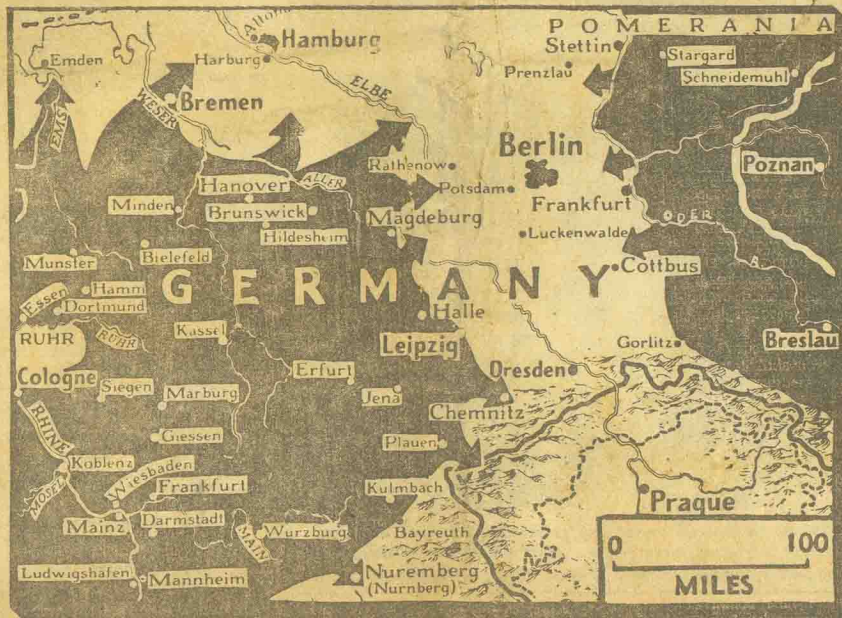 POMERANIA
Altona
Hamburg
Stettin
Emden
Harburg
Prenzlau
Stargard
Schneidemuhl
ELBE
WESER
Bremen
EMS
Berlin
Rathenow
Poznan
Hanover
ALLER
Potsdam
Minden
Brunswick
Frankfurt
Magdeburg
ODER R
Hildesheim
Luckenwalde
Munster
Bielefeld
GERMANY
Cottbus
Essen
Hamm
Dortmund
Halle
RUHR
RUHR
Kassel
Leipzig
Gorlitz
Breslau
Cologne
Erfurt
Dresden
Siegen
Marburg
Jena
Chemnitz
RHINE
Giessen
Plauen
Koblenz
Wiesbaden
MOSEL
Frankfurt
Kulmbach
Praque
Mainz
Darmstadt
MAIN
Wurzburg
Bayreuth
0 100
Ludwigshafen
Mannheim
Nuremberg
(Nurnberg)
MILES